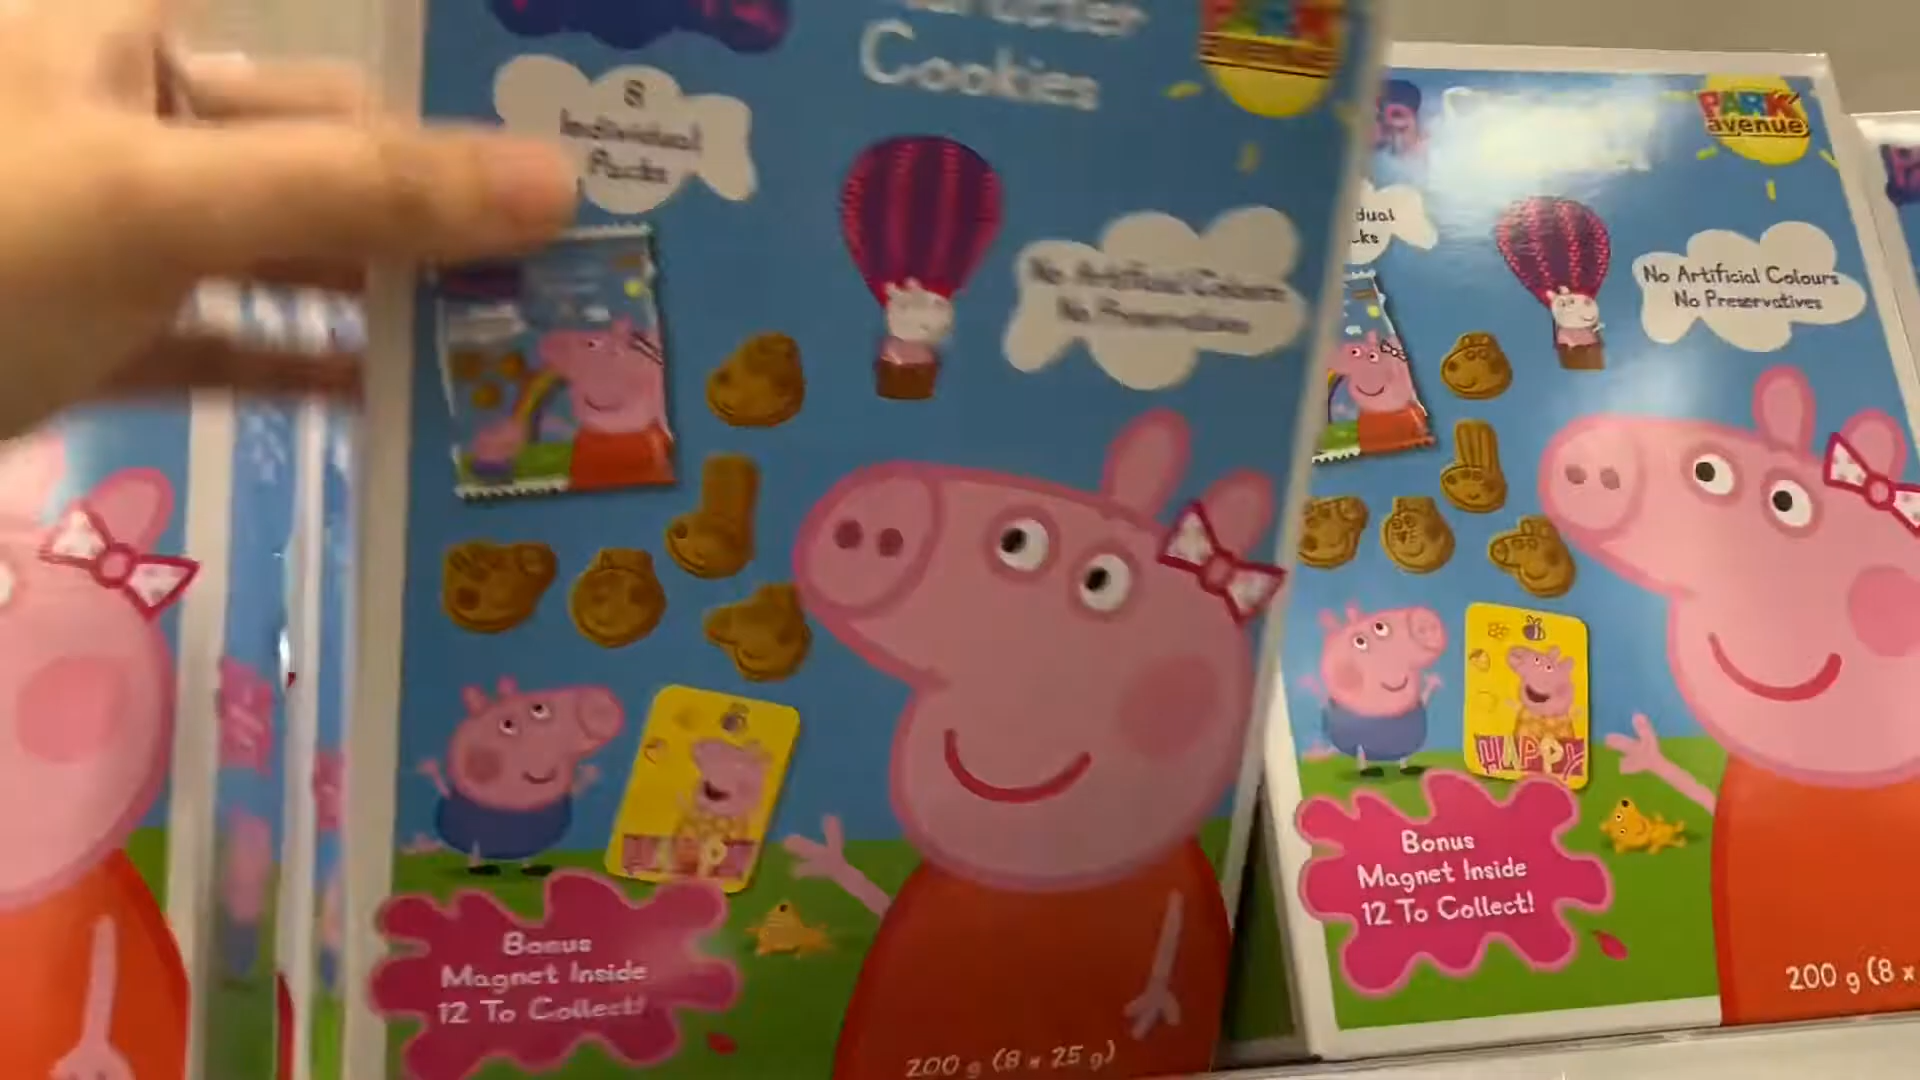 Cookies
8
Individual
Packs
No Artificial Colours
No Preservatives
HAPPY
Bonus
Magnet Inside
12 To Collect!
200 g (8 x 25 g)
PARK
avenue
No Artificial Colours
No Preservatives
HAPPY
Bonus
Magnet Inside
12 To Collect!
200 g (8 x